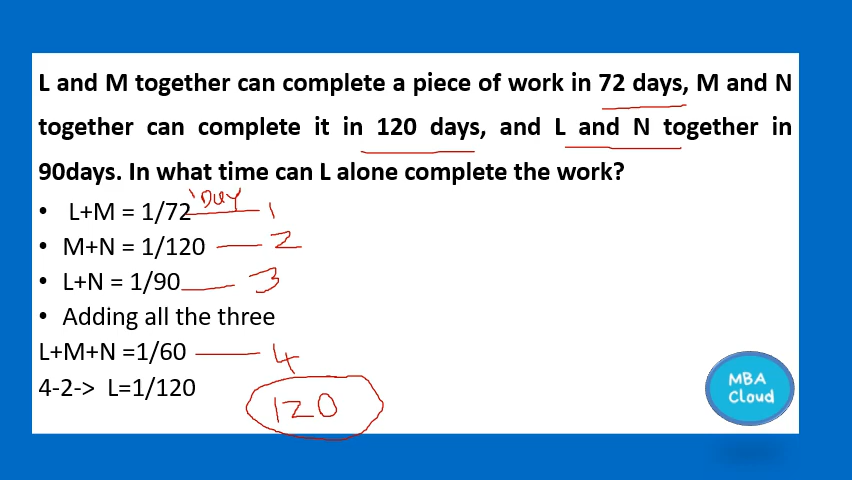 L and M together can complete a piece of work in 72 days, M and N
together can complete it in 120 days, and L and N together in
90days. In what time can L alone complete the work?
• L+M = 1/72 1 Day 1
• M+N = 1/120 2
• L+N = 1/90 3
• Adding all the three
L+M+N =1/60 4
4-2-> L=1/120
120
MBA
Cloud